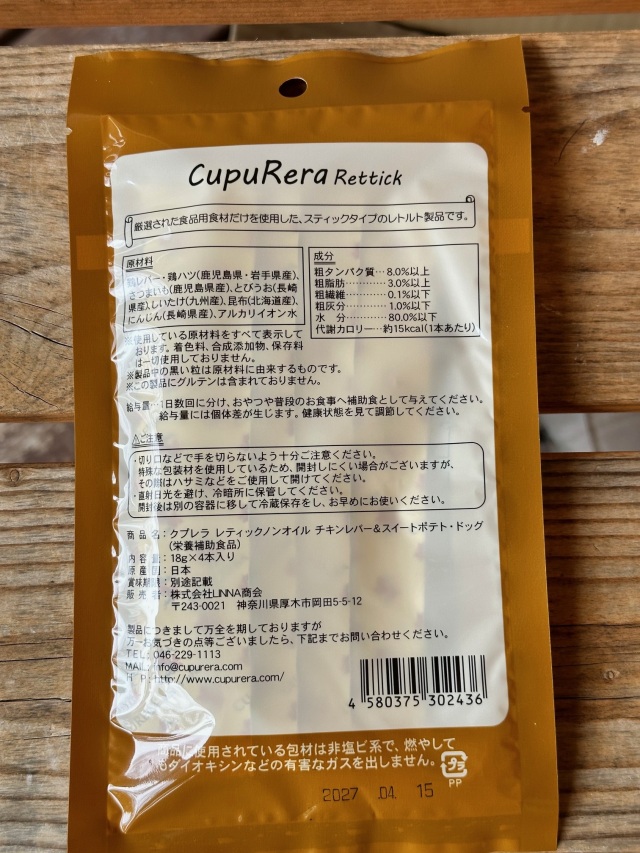 CupuRera Rettick
厳選された食品用食材だけを使用した、スティックタイプのレトルト製品です。
原材料
鶏レバー・鶏ハツ(鹿児島県・岩手県産)、
さつまいも(鹿児島県産)、とびうお(長崎
県産)、しいたけ(九州産)、昆布(北海道産)、
にんじん(長崎県産)、アルカリイオン水
成分
粗タンパク質…8.0%以上
粗脂肪…………3.0%以上
粗繊維…………0.1%以下
粗灰分…………1.0%以下
水　分…………80.0%以下
代謝カロリー…約15kcal(1本あたり)
※使用している原材料をすべて表示して
おります。着色料、合成添加物、保存料
は一切使用しておりません。
※製品中の黒い粒は原材料に由来するものです。
※この製品にグルテンは含まれておりません。
給与量…1日数回に分け、おやつや普段のお食事へ補助食として与えてください。
給与量には個体差が生じます。健康状態を見て調節してください。
⚠ご注意
・切り口などで手を切らないよう十分ご注意ください。
特殊な包装材を使用しているため、開封しにくい場合がございますが、
その際はハサミなどをご使用して開けてください。
・直射日光を避け、冷暗所に保管してください。
開封後は別の容器に移して冷蔵保存をし、お早めにお使いください。
商品名：クプレラ レティックノンオイル チキンレバー＆スイートポテト・ドッグ
(栄養補助食品)
内容量：18g×4本入り
原産国：日本
賞味期限：別途記載
販売者：株式会社LINNA商会
〒243-0021　神奈川県厚木市岡田5-5-12
製品につきまして万全を期しておりますが
万一お気づきの点等ございましたら、下記までお問い合わせください。
TEL: 046-229-1113
MAIL: info@cupurera.com
H P: http://www.cupurera.com/
4 580375 302436
商品に使用されている包材は非塩ビ系で、燃やして
もダイオキシンなどの有害なガスを出しません。
プラ
PP
2027 .04. 15